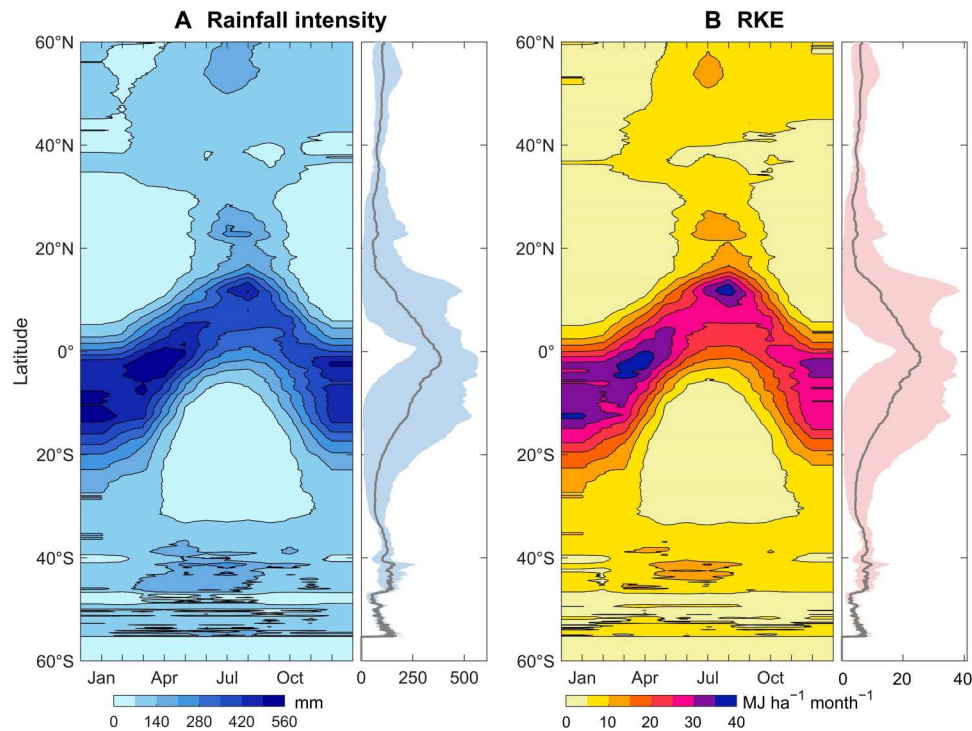 A Rainfall intensity
B RKE
60°N
40°N
20°N
0°
20°S
40°S
60°S
Latitude
Jan Apr Jul Oct
0 250 500
mm
0 140 280 420 560
60°N
40°N
20°N
0°
20°S
40°S
60°S
Jan Apr Jul Oct
0 20 40
MJ ha⁻¹ month⁻¹
0 10 20 30 40